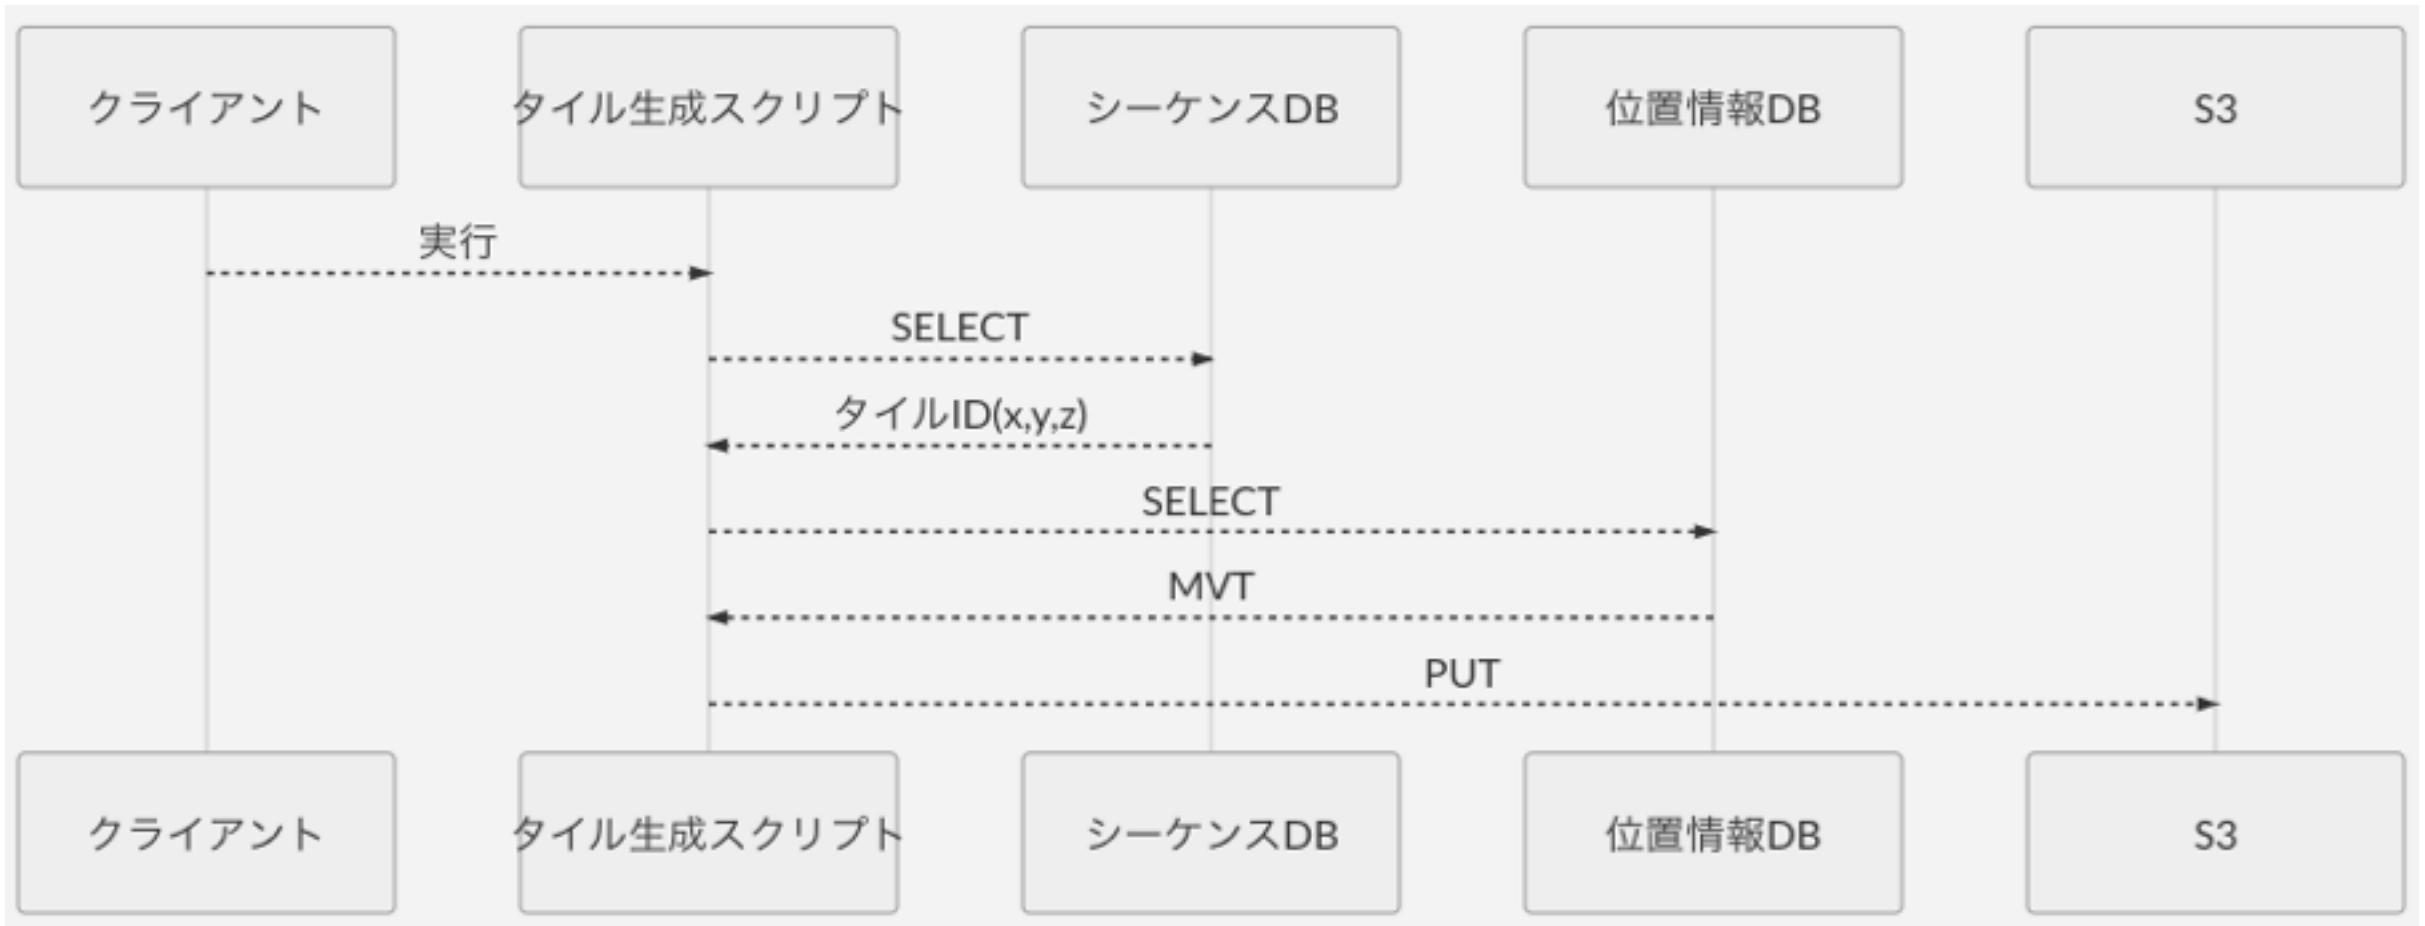 クライアント
タイル生成スクリプト
シーケンスDB
位置情報DB
S3
実行
SELECT
タイルID(x,y,z)
SELECT
MVT
PUT
クライアント
タイル生成スクリプト
シーケンスDB
位置情報DB
S3